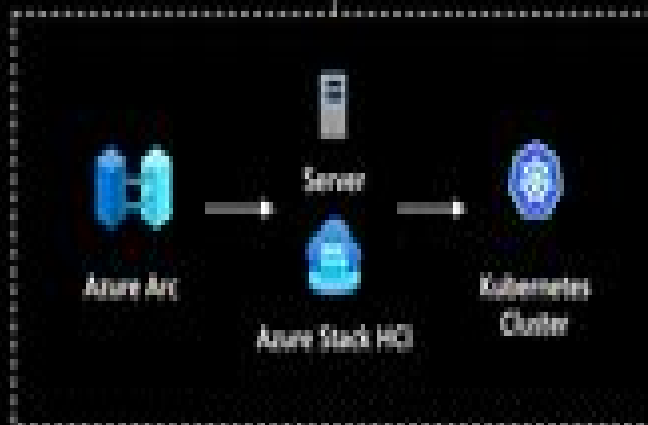 Server
Azure Arc
Azure Stack HCI
Kubernetes
Cluster